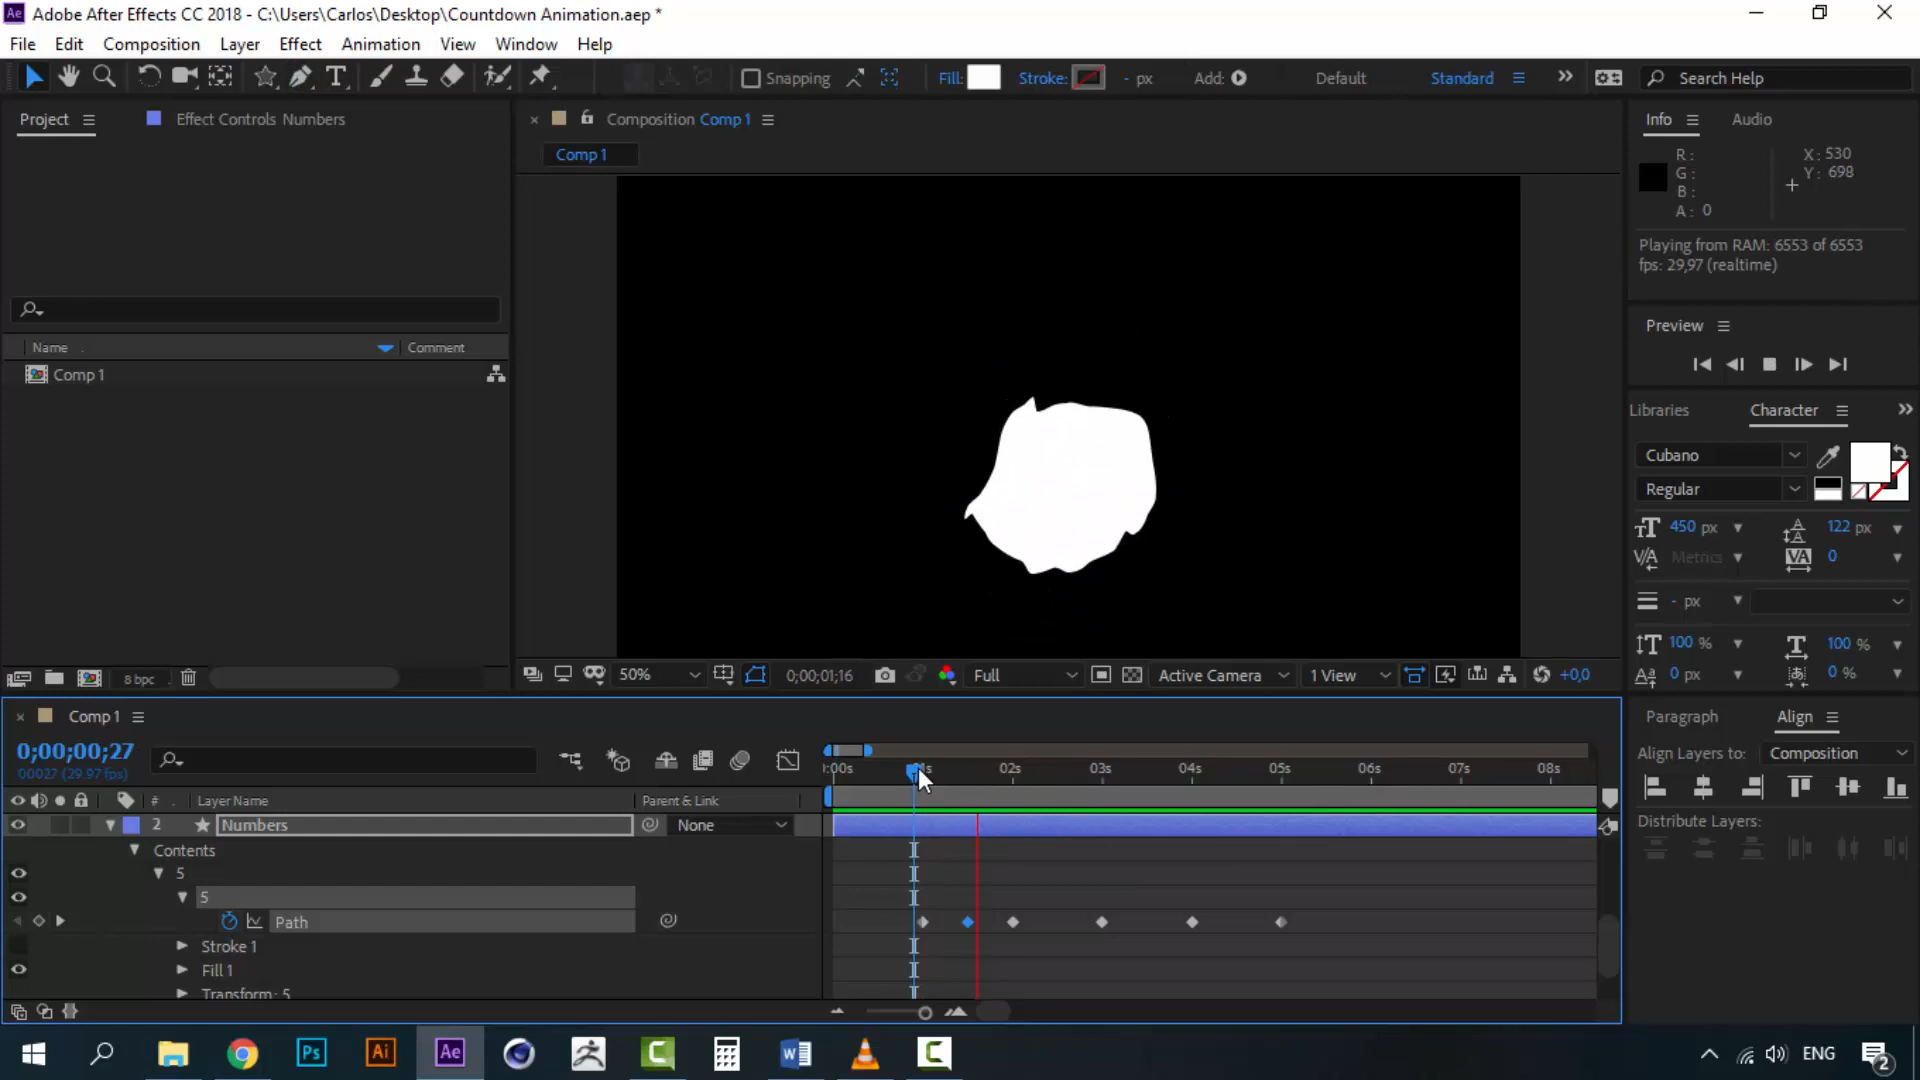 Ae Adobe After Effects CC 2018 - C:\Users\Carlos\Desktop\Countdown Animation.aep *
File Edit Composition Layer Effect Animation View Window Help
Snapping Fill: Stroke: - px Add: Default Standard Search Help
Project Effect Controls Numbers
Composition Comp 1
Comp 1
Info Audio
R:
G:
B:
A: 0
X: 530
Y: 698
Playing from RAM: 6553 of 6553
fps: 29,97 (realtime)
Preview
Name Comment
Comp 1
Libraries Character
Cubano
Regular
450 px 122 px
Metrics 0
- px
100 % 100 %
0 px 0 %
8 bpc
50% 0;00;01;16 Full Active Camera 1 View +0,0
Comp 1
0;00;00;27
00027 (29.97 fps)
:00s 1s 02s 03s 04s 05s 06s 07s 08s
# Layer Name Parent & Link
2 Numbers None
Contents
5
5
Path
Stroke 1
Fill 1
Transform: 5
Paragraph Align
Align Layers to: Composition
Distribute Layers:
Ps Ai Ae
ENG
2